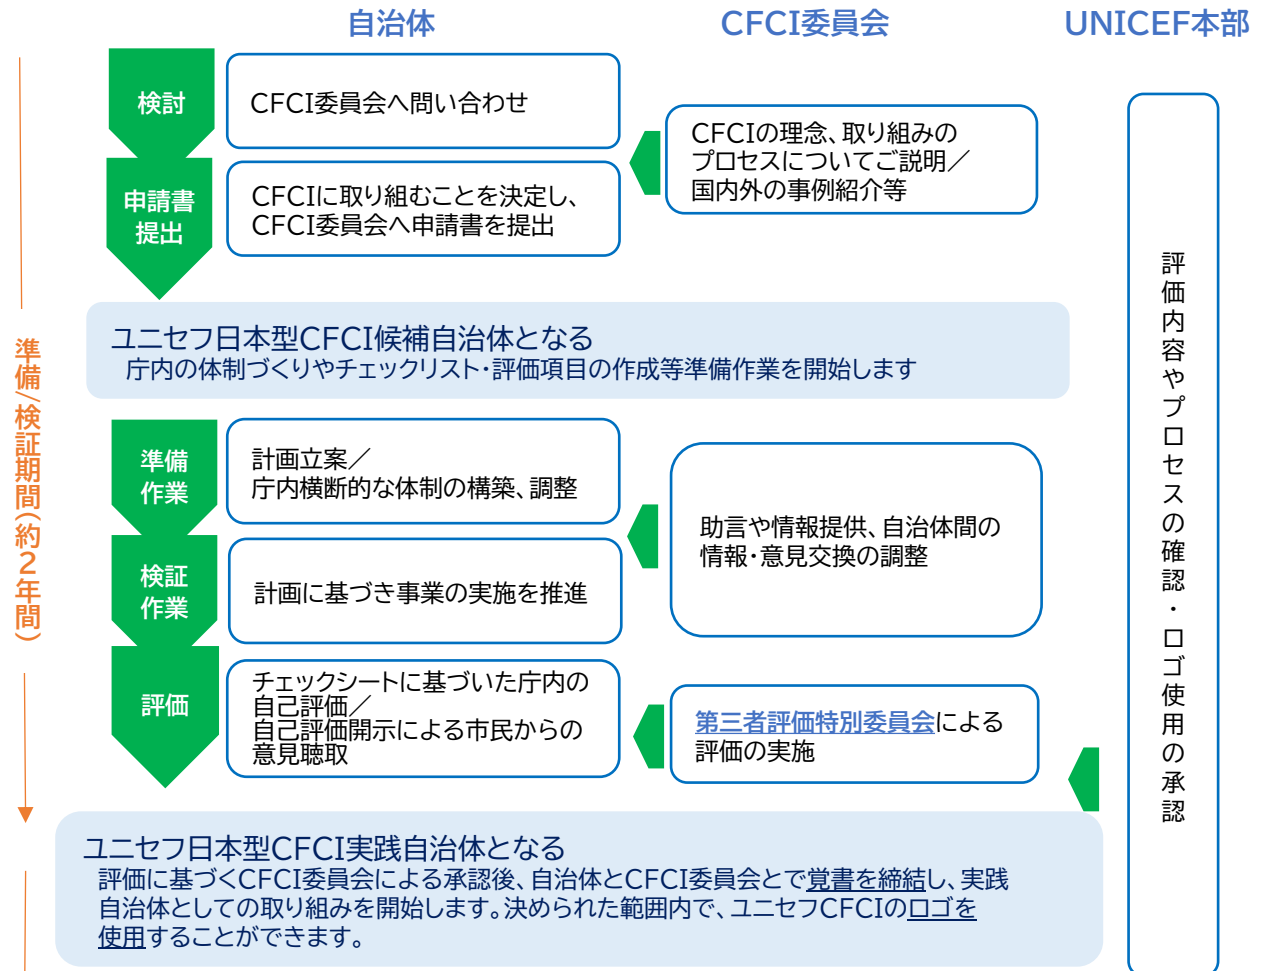 自治体
CFCI委員会
UNICEF本部
検討
CFCI委員会へ問い合わせ
CFCIの理念、取り組みの
プロセスについてご説明／
国内外の事例紹介等
申請書
提出
CFCIに取り組むことを決定し、
CFCI委員会へ申請書を提出
ユニセフ日本型CFCI候補自治体となる
庁内の体制づくりやチェックリスト・評価項目の作成等準備作業を開始します
準備/検証期間(約2年間)
準備
作業
計画立案／
庁内横断的な体制の構築、調整
助言や情報提供、自治体間の
情報・意見交換の調整
検証
作業
計画に基づき事業の実施を推進
評価
チェックシートに基づいた庁内の
自己評価／
自己評価開示による市民からの
意見聴取
第三者評価特別委員会による
評価の実施
評価内容やプロセスの確認・ロゴ使用の承認
ユニセフ日本型CFCI実践自治体となる
評価に基づくCFCI委員会による承認後、自治体とCFCI委員会とで覚書を締結し、実践
自治体としての取り組みを開始します。決められた範囲内で、ユニセフCFCIのロゴを
使用することができます。